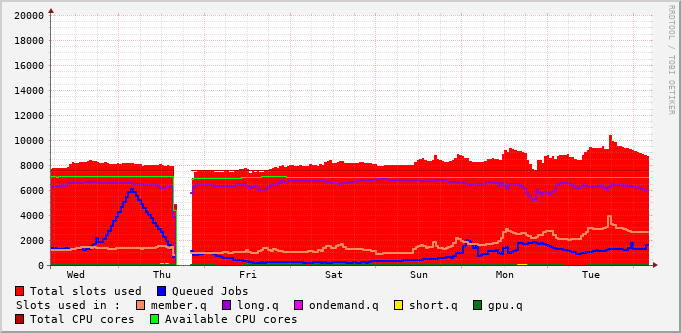 20000
18000
16000
14000
12000
10000
8000
6000
4000
2000
0
Wed Thu Fri Sat Sun Mon Tue
RRDTOOL / TOBI OETIKER
Total slots used Queued Jobs
Slots used in : member.q long.q ondemand.q short.q gpu.q
Total CPU cores Available CPU cores